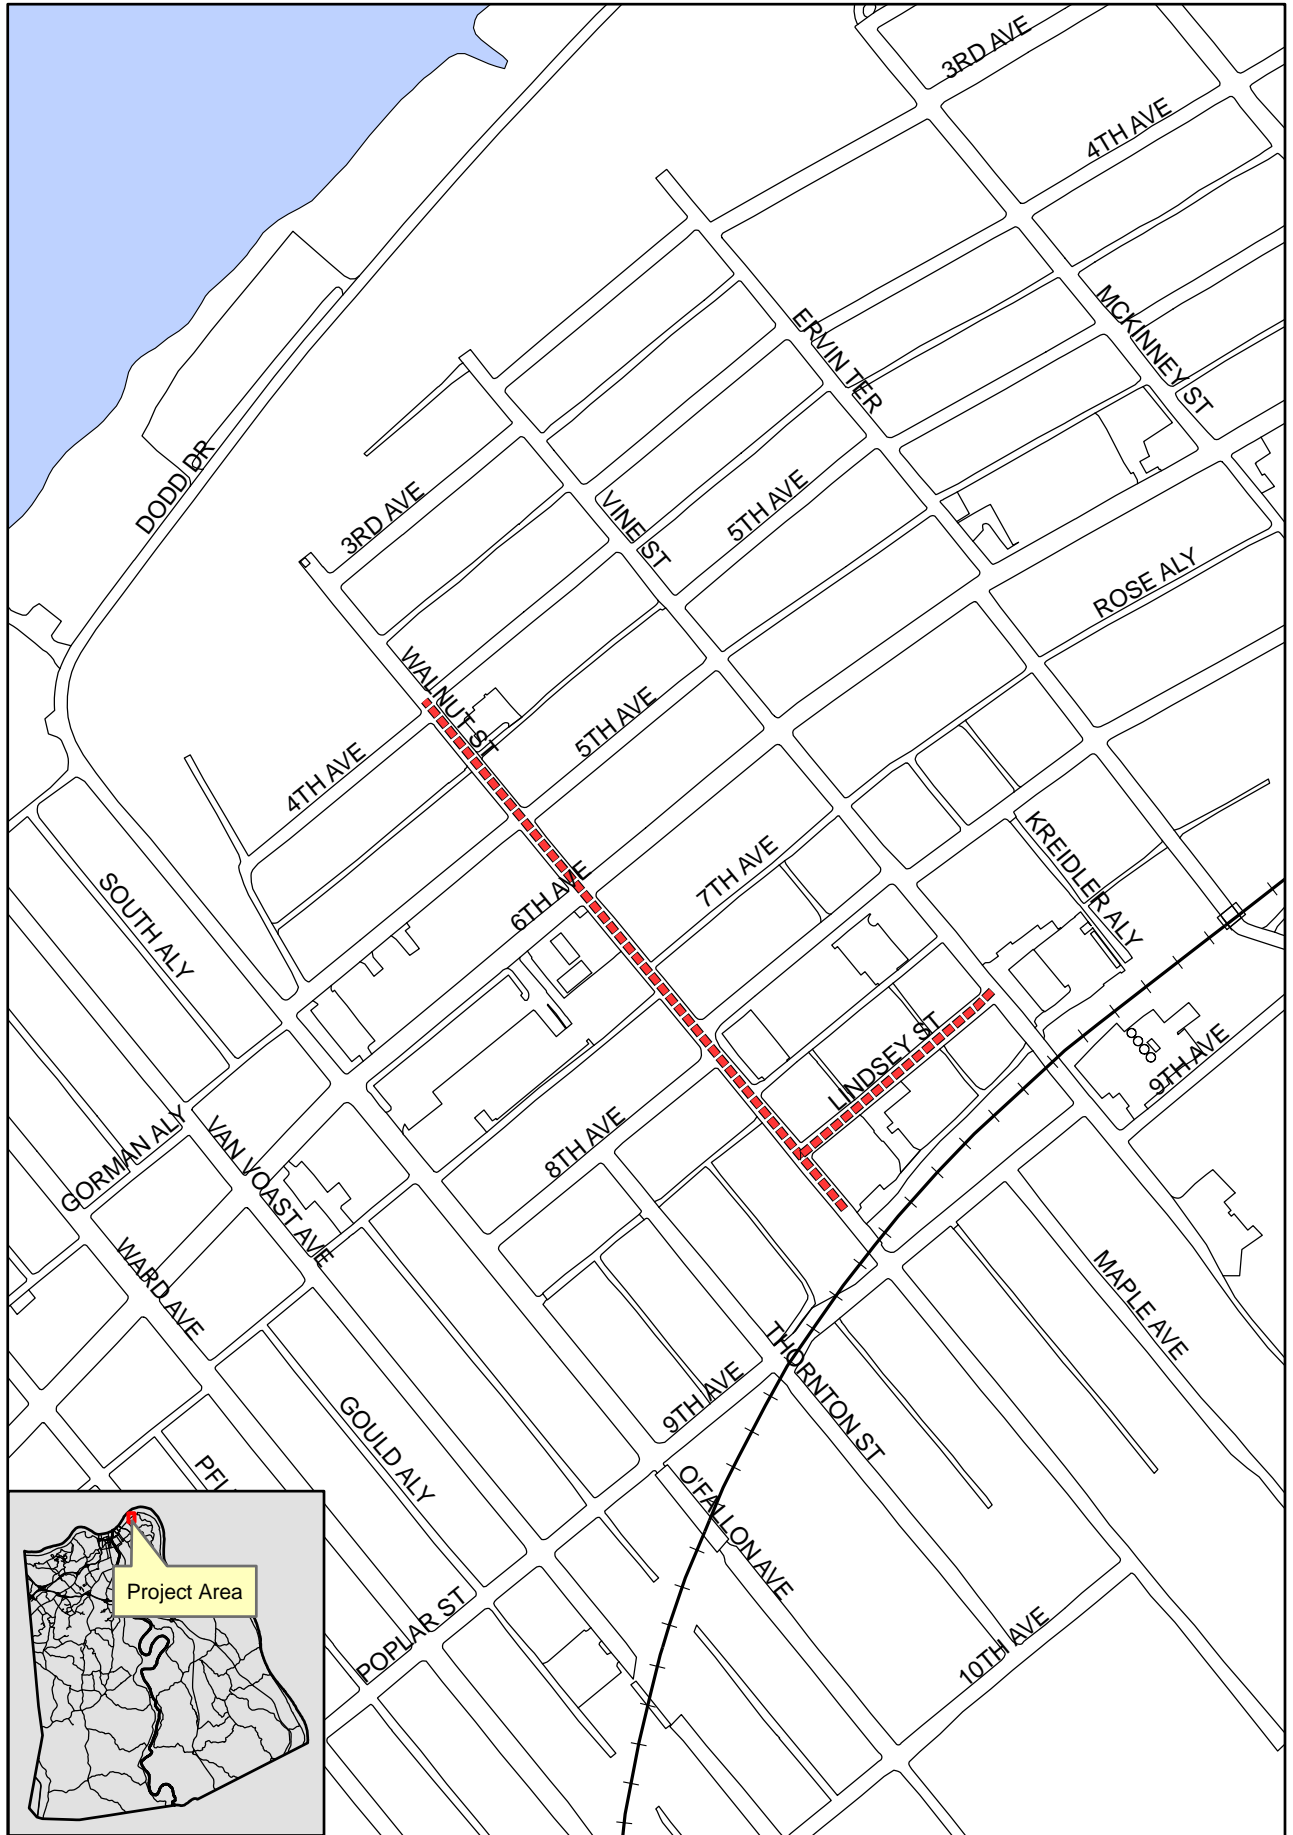 3RD AVE
4TH AVE
MCKINNEY ST
ERVIN TER
DODD DR
3RD AVE
VINE ST
5TH AVE
ROSE ALY
WALNUT ST
5TH AVE
4TH AVE
SOUTH ALY
6TH AVE
7TH AVE
KREIDLER ALY
LINDSEY ST
9TH AVE
GORMAN ALY
VAN VOAST AVE
8TH AVE
WARD AVE
MAPLE AVE
THORNTON ST
9TH AVE
GOULD ALY
O'FALLON AVE
POPLAR ST
10TH AVE
Project Area